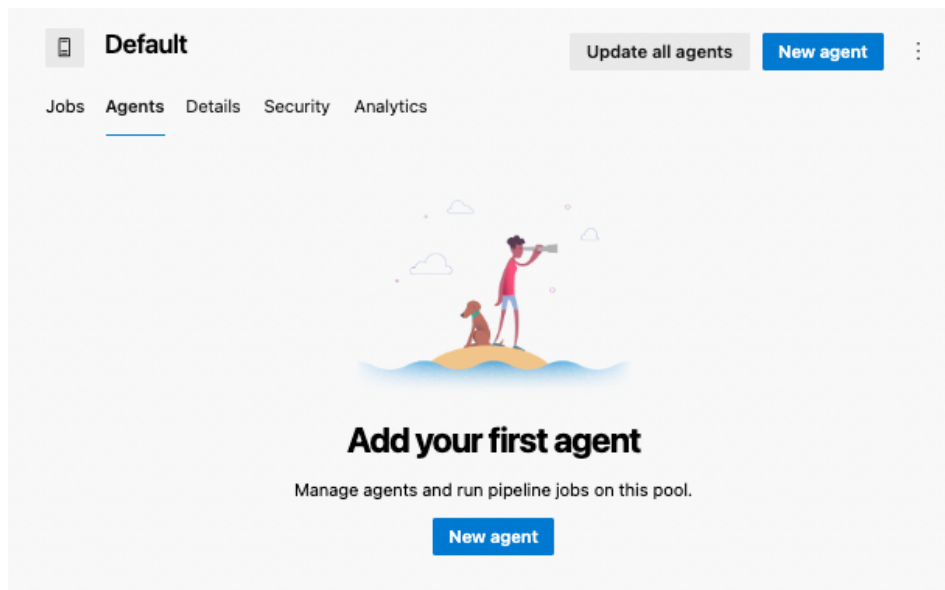 Default
Update all agents
New agent
Jobs
Agents
Details
Security
Analytics
Add your first agent
Manage agents and run pipeline jobs on this pool.
New agent